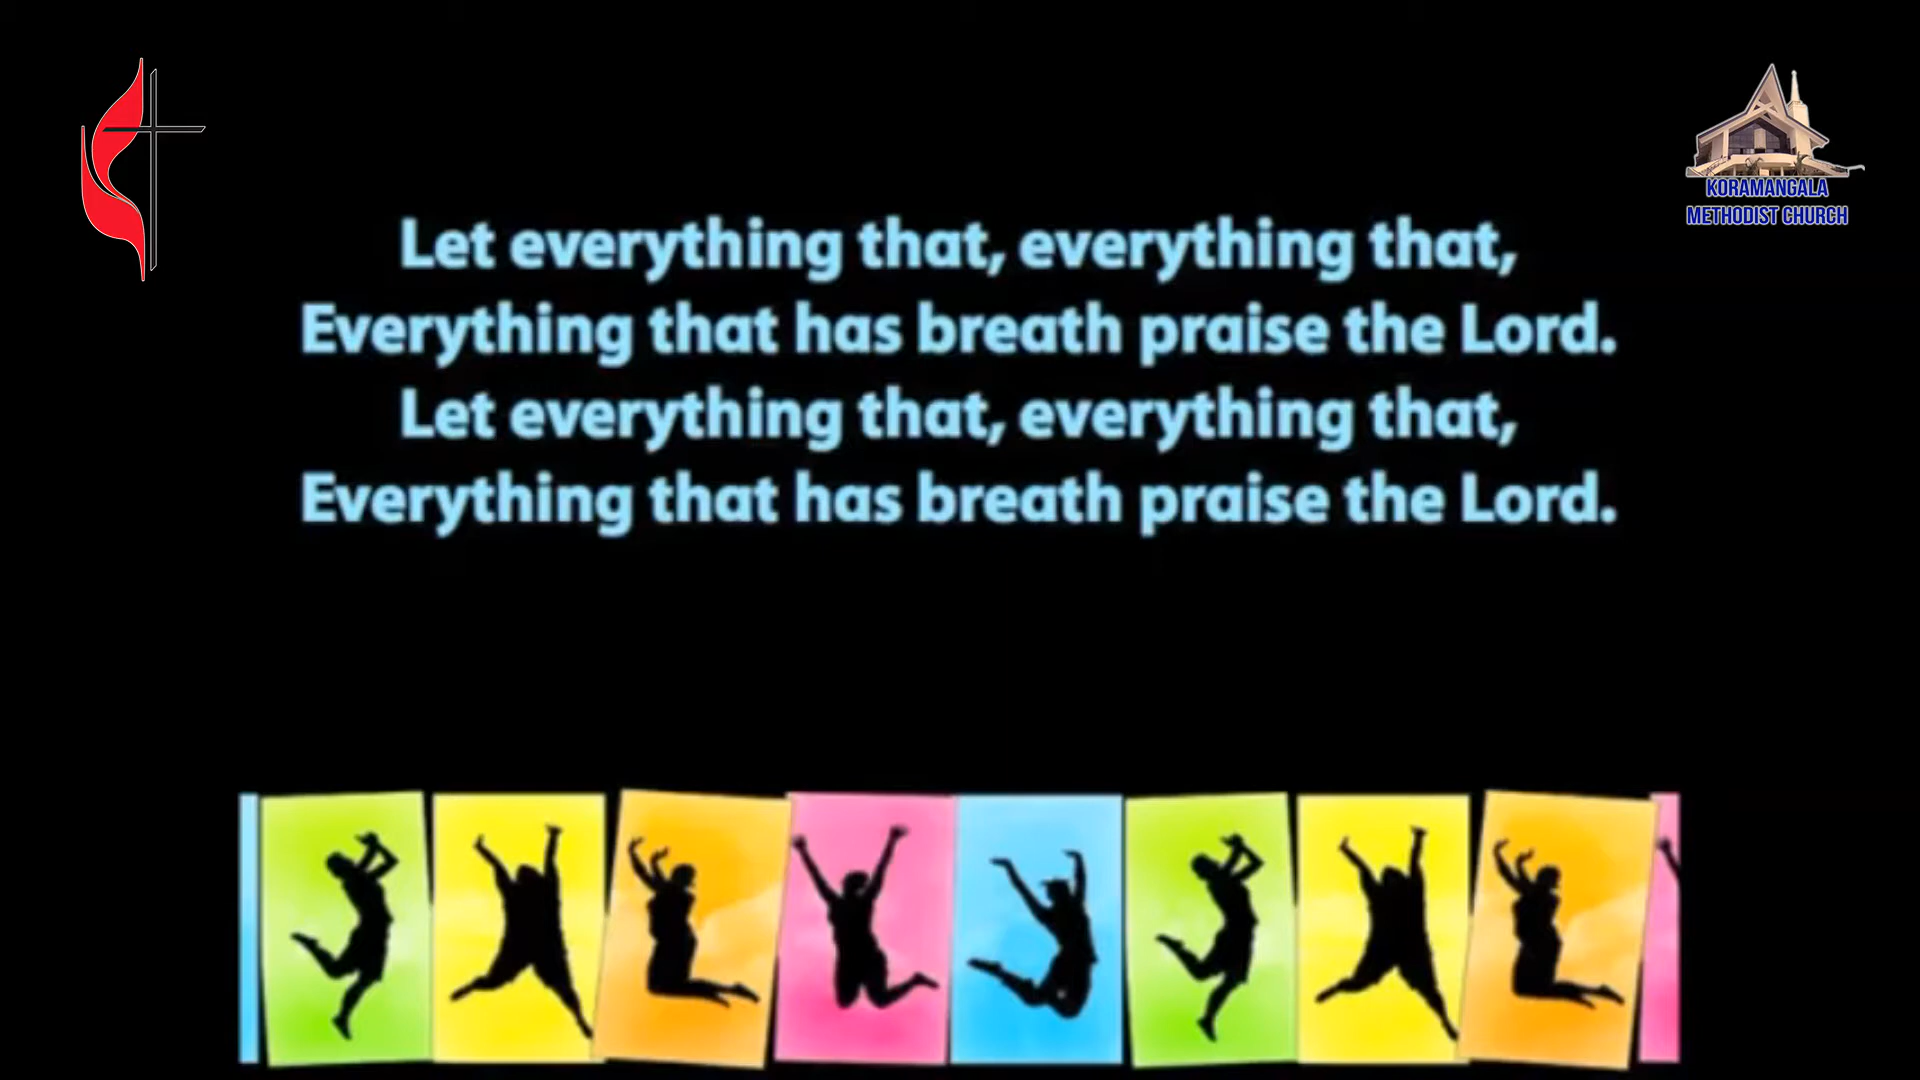 KORAMANGALA
METHODIST CHURCH
Let everything that, everything that,
Everything that has breath praise the Lord.
Let everything that, everything that,
Everything that has breath praise the Lord.